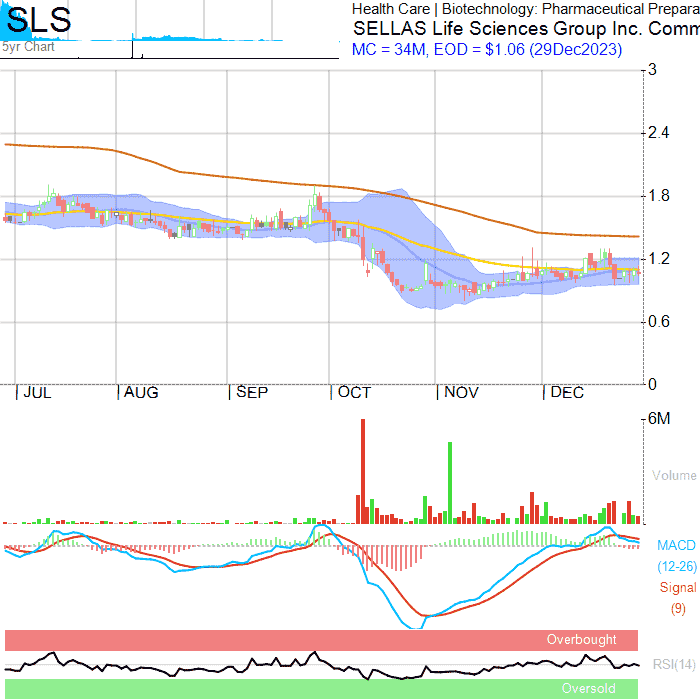 SLS
5yr Chart
Health Care | Biotechnology: Pharmaceutical Prepara
SELLAS Life Sciences Group Inc. Comm
MC = 34M, EOD = $1.06 (29Dec2023)
3
2.4
1.8
1.2
0.6
0
JUL AUG SEP OCT NOV DEC
6M
Volume
MACD
(12-26)
Signal
(9)
Overbought
RSI(14)
Oversold